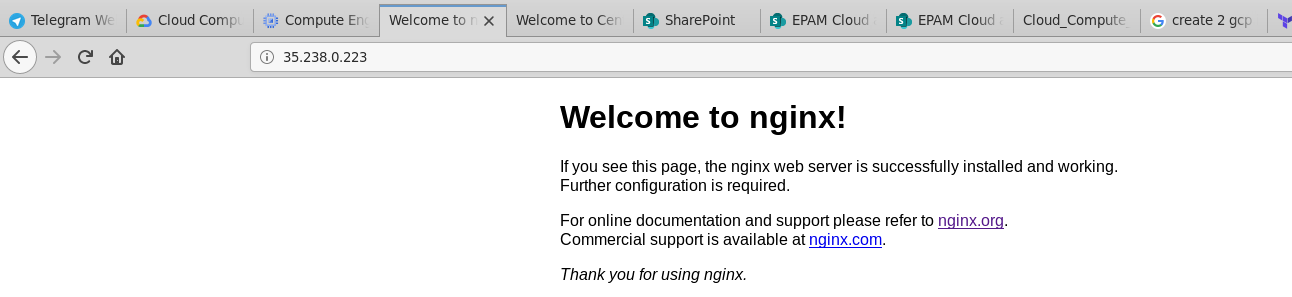 Telegram We
Cloud Compu
Compute Eng
Welcome to n
Welcome to Cen
SharePoint
EPAM Cloud a
EPAM Cloud a
Cloud_Compute_
create 2 gcp
35.238.0.223
Welcome to nginx!
If you see this page, the nginx web server is successfully installed and working.
Further configuration is required.
For online documentation and support please refer to nginx.org.
Commercial support is available at nginx.com.
Thank you for using nginx.